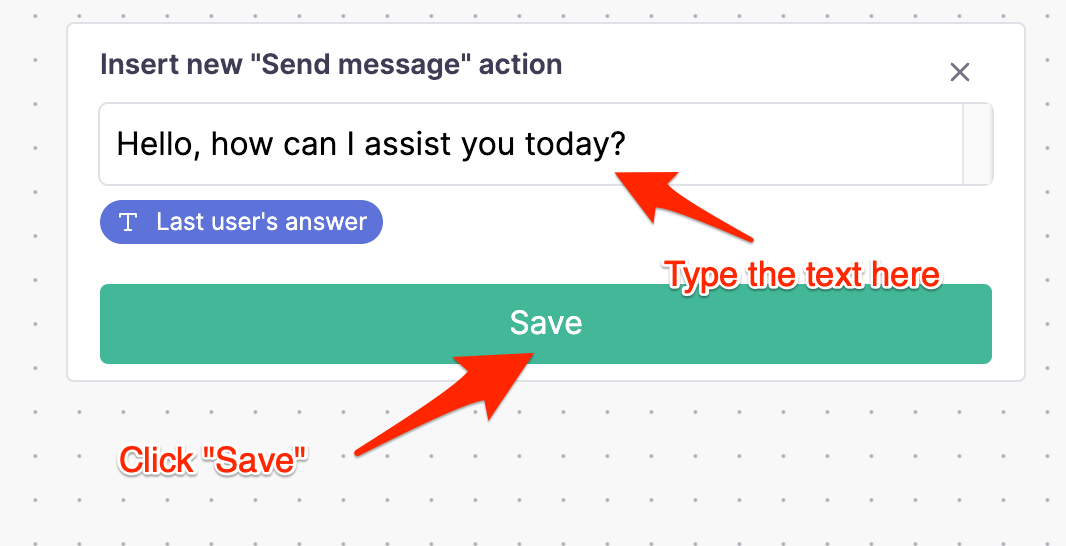 Insert new "Send message" action
Hello, how can I assist you today?
T Last user's answer
Type the text here
Save
Click "Save"